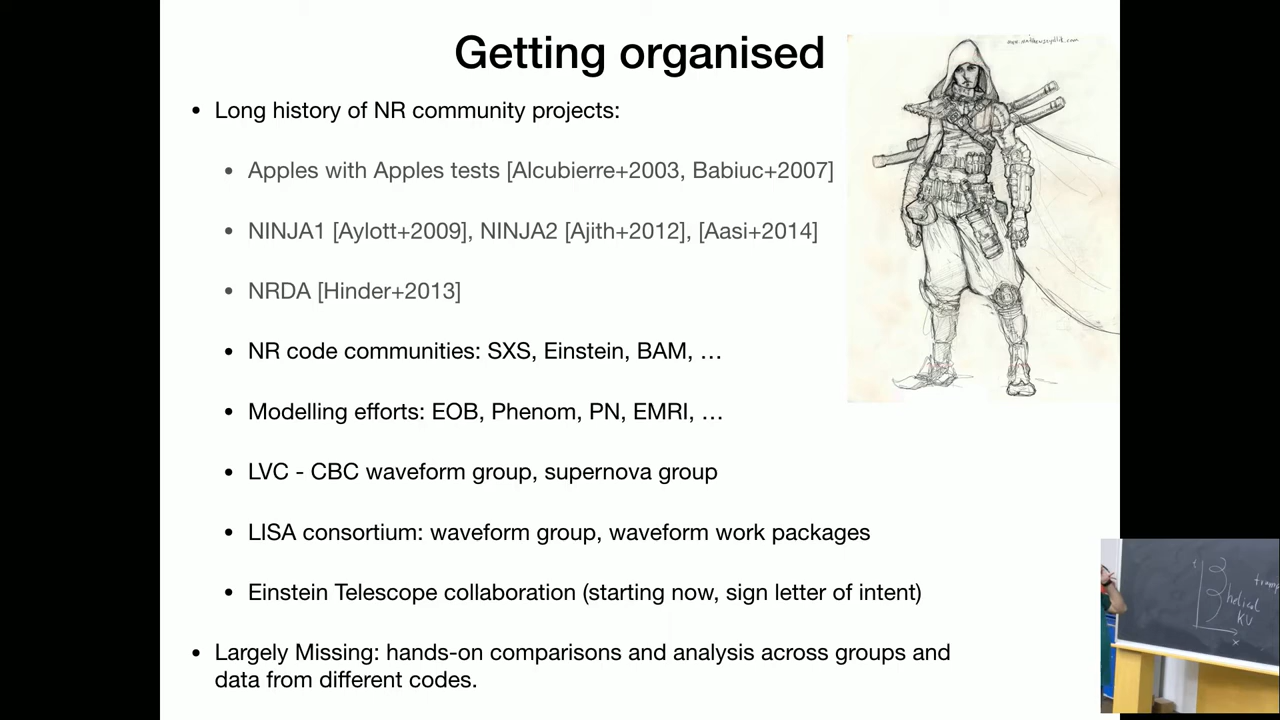 Getting organised
• Long history of NR community projects:
• Apples with Apples tests [Alcubierre+2003, Babiuc+2007]
• NINJA1 [Aylott+2009], NINJA2 [Ajith+2012], [Aasi+2014]
• NRDA [Hinder+2013]
• NR code communities: SXS, Einstein, BAM, …
• Modelling efforts: EOB, Phenom, PN, EMRI, …
• LVC - CBC waveform group, supernova group
• LISA consortium: waveform group, waveform work packages
• Einstein Telescope collaboration (starting now, sign letter of intent)
• Largely Missing: hands-on comparisons and analysis across groups and
data from different codes.
helical
KV
x